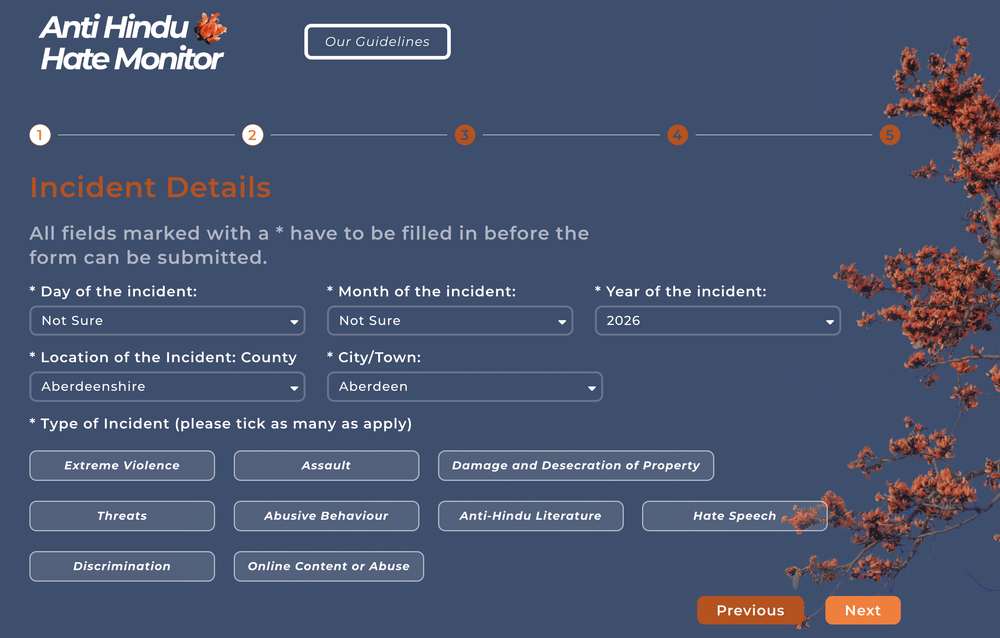 Anti Hindu
Hate Monitor
Our Guidelines
1 2 3 4 5
Incident Details
All fields marked with a * have to be filled in before the
form can be submitted.
* Day of the incident: * Month of the incident: * Year of the incident:
Not Sure Not Sure 2026
* Location of the Incident: County * City/Town:
Aberdeenshire Aberdeen
* Type of Incident (please tick as many as apply)
Extreme Violence Assault Damage and Desecration of Property
Threats Abusive Behaviour Anti-Hindu Literature Hate Speech
Discrimination Online Content or Abuse
Previous Next